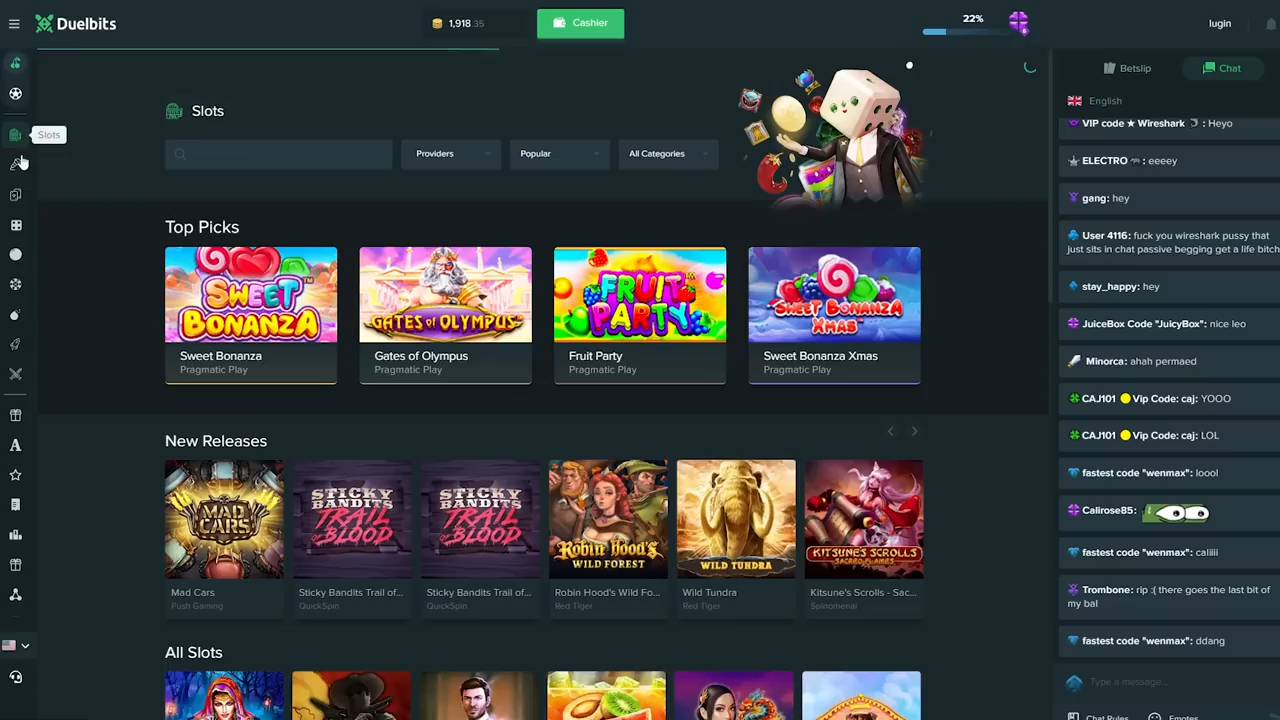 Duelbits
1,918.35
Cashier
22%
lugin
Slots
Slots
Providers
Popular
All Categories
Top Picks
SWEET BONANZA
Sweet Bonanza
Pragmatic Play
GATES OF OLYMPUS
Gates of Olympus
Pragmatic Play
FRUIT PARTY
Fruit Party
Pragmatic Play
SWEET BONANZA XMAS
Sweet Bonanza Xmas
Pragmatic Play
New Releases
MAD CARS
Mad Cars
Push Gaming
STICKY BANDITS TRAIL OF BLOOD
Sticky Bandits Trail of...
QuickSpin
STICKY BANDITS TRAIL OF BLOOD
Sticky Bandits Trail of...
QuickSpin
Robin Hood's WILD FOREST
Robin Hood's Wild Fo...
Red Tiger
WILD TUNDRA
Wild Tundra
Red Tiger
KITSUNE'S SCROLLS SACRED FLAMES
Kitsune's Scrolls - Sac...
Spinomenal
All Slots
Betslip
Chat
English
VIP code ★ Wireshark : Heyo
ELECTRO : eeeey
gang: hey
User 4116: fuck you wireshark pussy that
just sits in chat passive begging get a life bitch
stay_happy: hey
JuiceBox Code "JuicyBox": nice leo
Minorca: ahah permaed
CAJ101 Vip Code: caj: YOOO
CAJ101 Vip Code: caj: LOL
fastest code "wenmax": loool
Calirose85:
fastest code "wenmax": caliiii
Trombone: rip :( there goes the last bit of
my bal
fastest code "wenmax": ddang
Type a message...
Chat Rules
Emotes